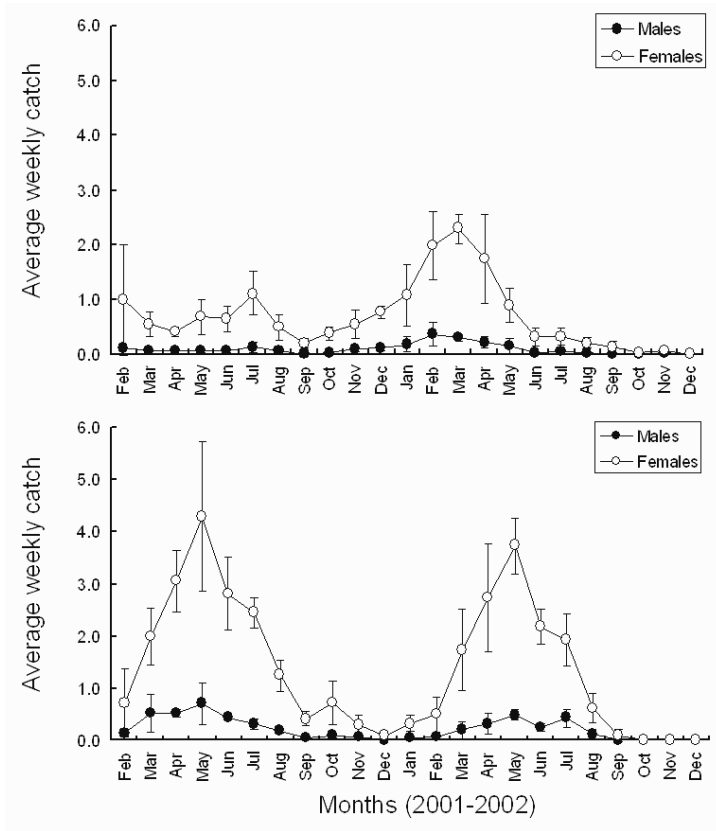 Males
Females
Average weekly catch
6.0
5.0
4.0
3.0
2.0
1.0
0.0
Feb Mar Apr May Jun Jul Aug Sep Oct Nov Dec Jan Feb Mar Apr May Jun Jul Aug Sep Oct Nov Dec
Males
Females
Average weekly catch
6.0
5.0
4.0
3.0
2.0
1.0
0.0
Feb Mar Apr May Jun Jul Aug Sep Oct Nov Dec Jan Feb Mar Apr May Jun Jul Aug Sep Oct Nov Dec
Months (2001-2002)